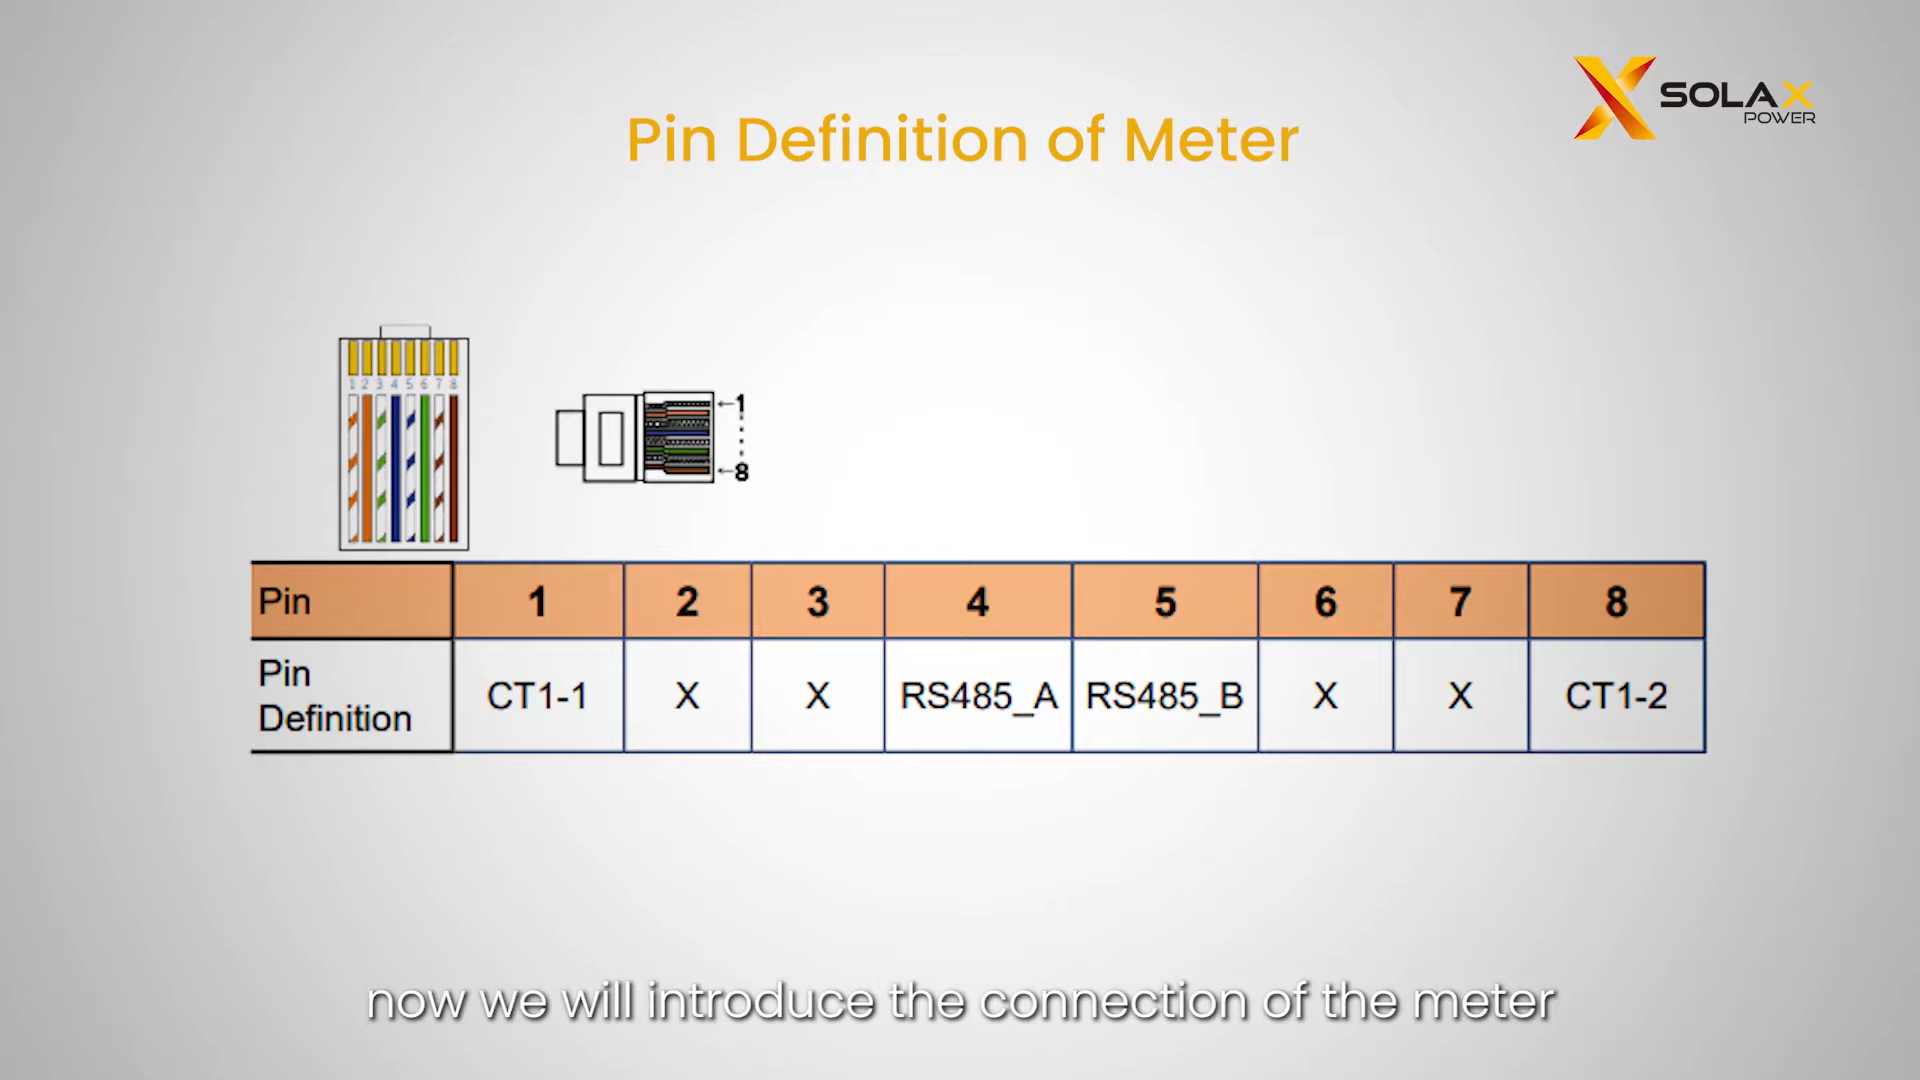 SOLAX
POWER
Pin Definition of Meter
1 2 3 4 5 6 7 8
1
8
Pin 1 2 3 4 5 6 7 8
Pin Definition CT1-1 X X RS485_A RS485_B X X CT1-2
now we will introduce the connection of the meter